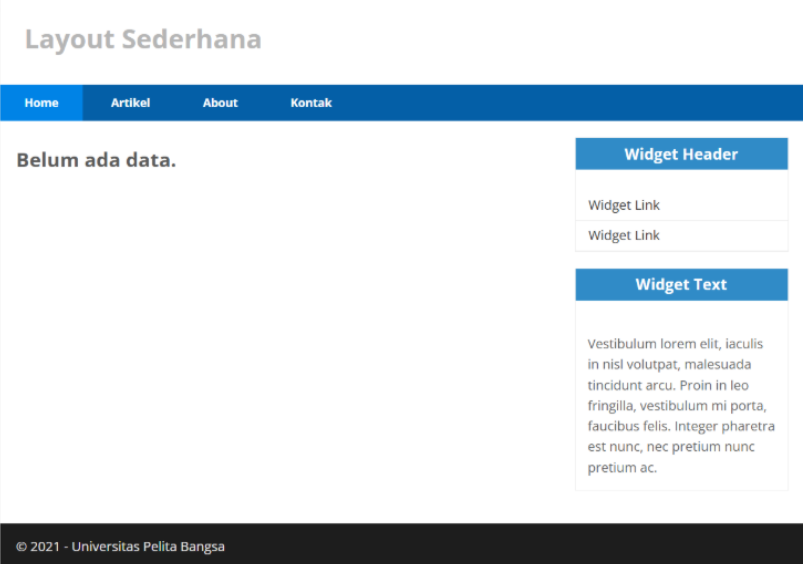 Layout Sederhana
Home Artikel About Kontak
Belum ada data.
Widget Header
Widget Link
Widget Link
Widget Text
Vestibulum lorem elit, iaculis
in nisl volutpat, malesuada
tincidunt arcu. Proin in leo
fringilla, vestibulum mi porta,
faucibus felis. Integer pharetra
est nunc, nec pretium nunc
pretium ac.
© 2021 - Universitas Pelita Bangsa